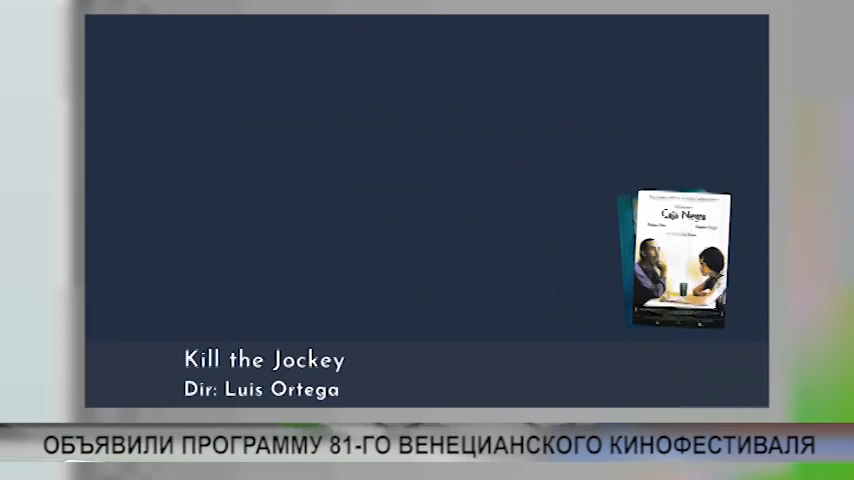 Caja Negra
Kill the Jockey
Dir: Luis Ortega
ОБЪЯВИЛИ ПРОГРАММУ 81-ГО ВЕНЕЦИАНСКОГО КИНОФЕСТИВАЛЯ